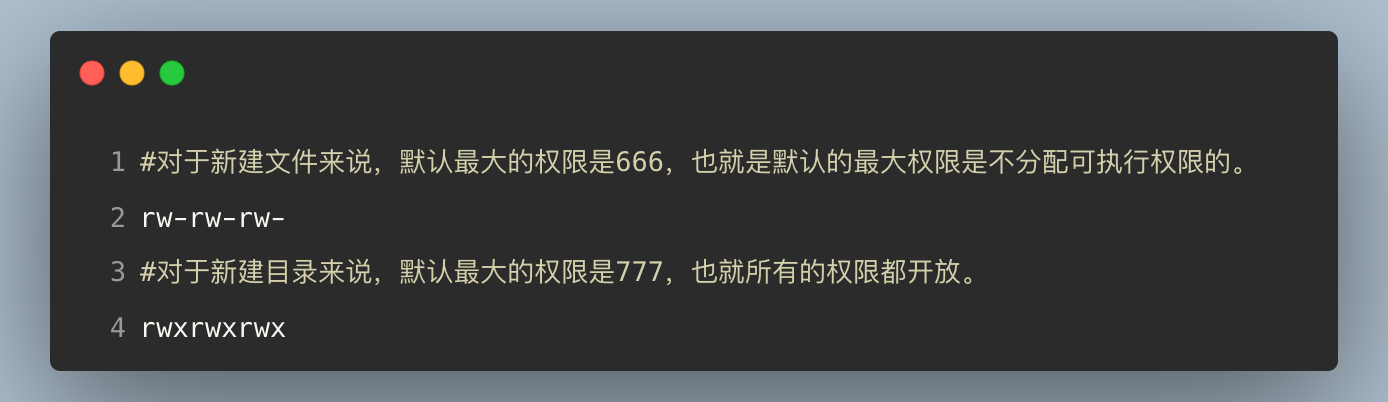 1 #对于新建文件来说，默认最大的权限是666，也就是默认的最大权限是不分配可执行权限的。
2 rw-rw-rw-
3 #对于新建目录来说，默认最大的权限是777，也就所有的权限都开放。
4 rwxrwxrwx